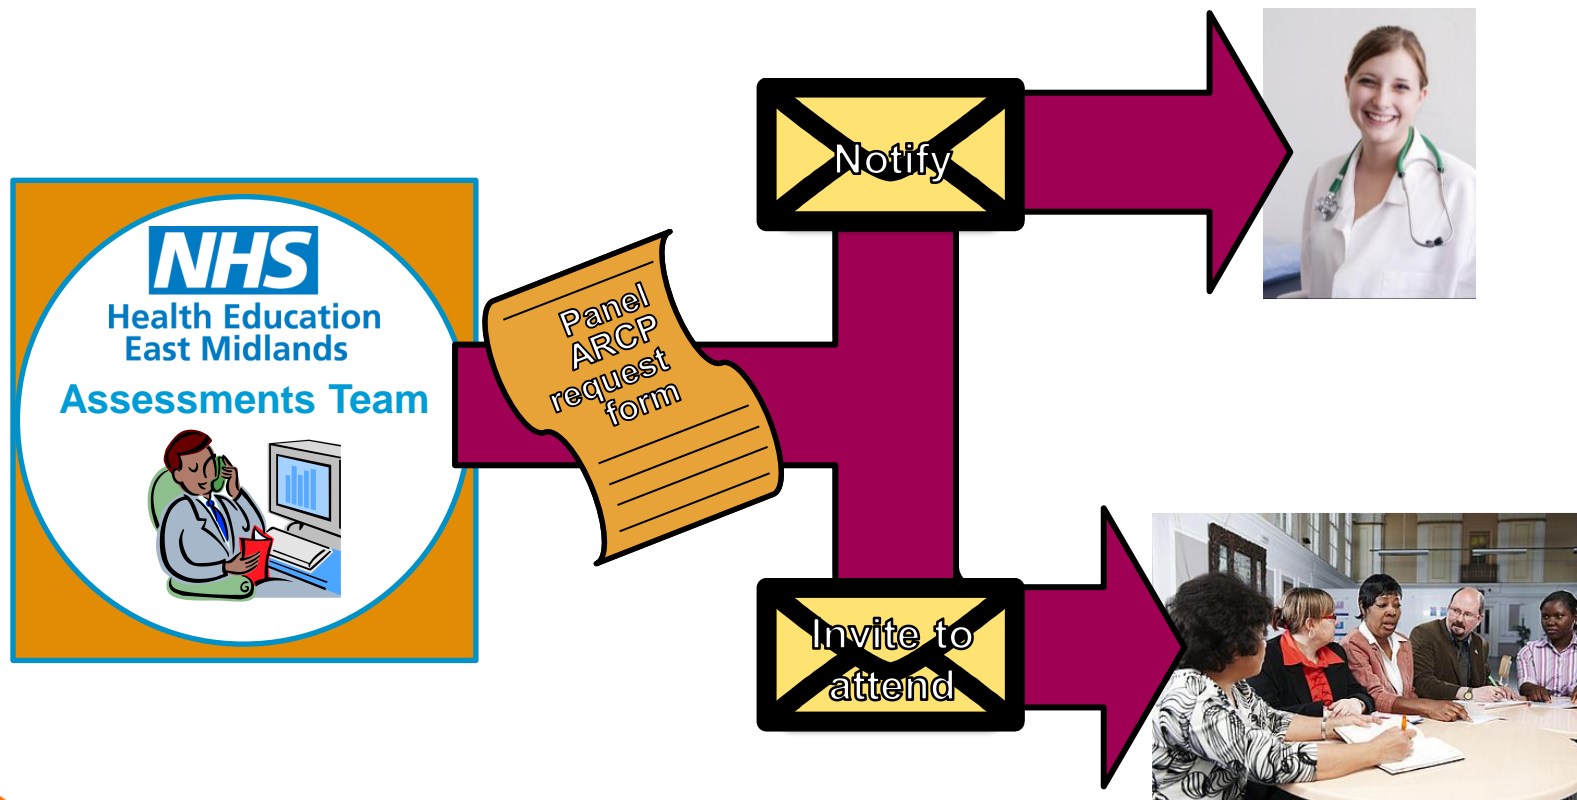 NHS
Health Education
East Midlands
Assessments Team
Panel
ARCP
request
form
Notify
Invite to
attend